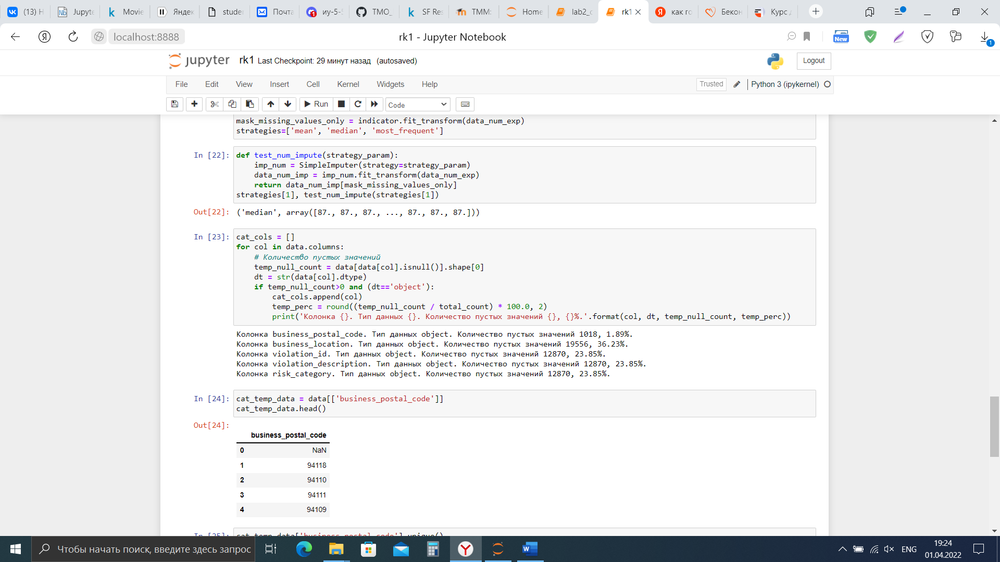 (13) Н
Jupyte
Movie
Яндек
studer
Почта
иу-5-5
TMO_
SF Res
TMM:
Home
lab2_c
rk1
как го
Бекон
Курс
localhost:8888
rk1 - Jupyter Notebook
New
1
jupyter rk1 Last Checkpoint: 29 минут назад (autosaved)
Logout
File Edit View Insert Cell Kernel Widgets Help
Trusted Python 3 (ipykernel)
Run Code
mask_missing_values_only = indicator.fit_transform(data_num_exp)
strategies=['mean', 'median', 'most_frequent']
In [22]: def test_num_impute(strategy_param):
imp_num = SimpleImputer(strategy=strategy_param)
data_num_imp = imp_num.fit_transform(data_num_exp)
return data_num_imp[mask_missing_values_only]
strategies[1], test_num_impute(strategies[1])
Out[22]: ('median', array([87., 87., 87., ..., 87., 87., 87.]))
In [23]: cat_cols = []
for col in data.columns:
# Количество пустых значений
temp_null_count = data[data[col].isnull()].shape[0]
dt = str(data[col].dtype)
if temp_null_count>0 and (dt=='object'):
cat_cols.append(col)
temp_perc = round((temp_null_count / total_count) * 100.0, 2)
print('Колонка {}. Тип данных {}. Количество пустых значений {}, {}%.'.format(col, dt, temp_null_count, temp_perc))
Колонка business_postal_code. Тип данных object. Количество пустых значений 1018, 1.89%.
Колонка business_location. Тип данных object. Количество пустых значений 19556, 36.23%.
Колонка violation_id. Тип данных object. Количество пустых значений 12870, 23.85%.
Колонка violation_description. Тип данных object. Количество пустых значений 12870, 23.85%.
Колонка risk_category. Тип данных object. Количество пустых значений 12870, 23.85%.
In [24]: cat_temp_data = data[['business_postal_code']]
cat_temp_data.head()
Out[24]:
business_postal_code
0 NaN
1 94118
2 94110
3 94111
4 94109
In [25]: cat_temp_data['business_postal_code'].unique()
Чтобы начать поиск, введите здесь запрос
ENG
19:24
01.04.2022